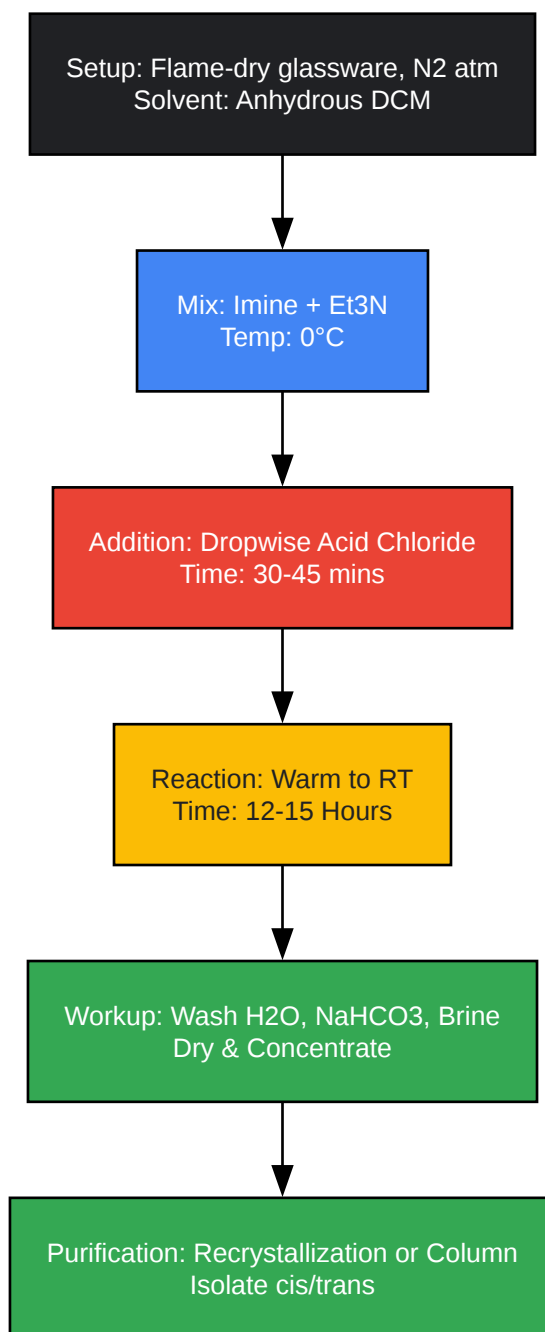 Setup: Flame-dry glassware, N2 atm
Solvent: Anhydrous DCM
Mix: Imine + Et3N
Temp: 0°C
Addition: Dropwise Acid Chloride
Time: 30-45 mins
Reaction: Warm to RT
Time: 12-15 Hours
Workup: Wash H2O, NaHCO3, Brine
Dry & Concentrate
Purification: Recrystallization or Column
Isolate cis/trans